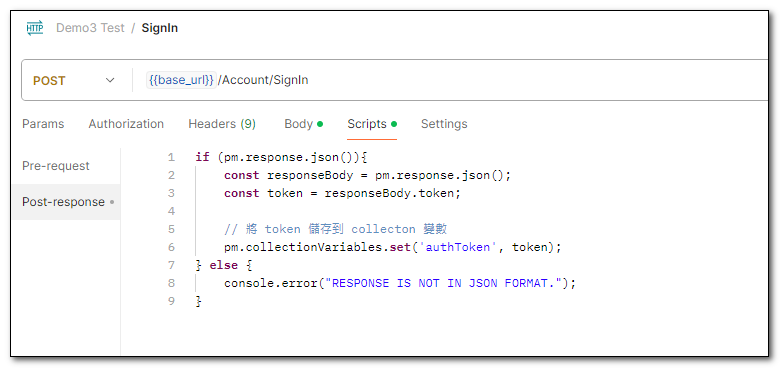 HTTP Demo3 Test / SignIn
POST {{base_url}}/Account/SignIn
Params Authorization Headers (9) Body Scripts Settings
Pre-request
Post-response
1 if (pm.response.json()){
2     const responseBody = pm.response.json();
3     const token = responseBody.token;
4
5     // 將 token 儲存到 collecton 變數
6     pm.collectionVariables.set('authToken', token);
7 } else {
8     console.error("RESPONSE IS NOT IN JSON FORMAT.");
9 }